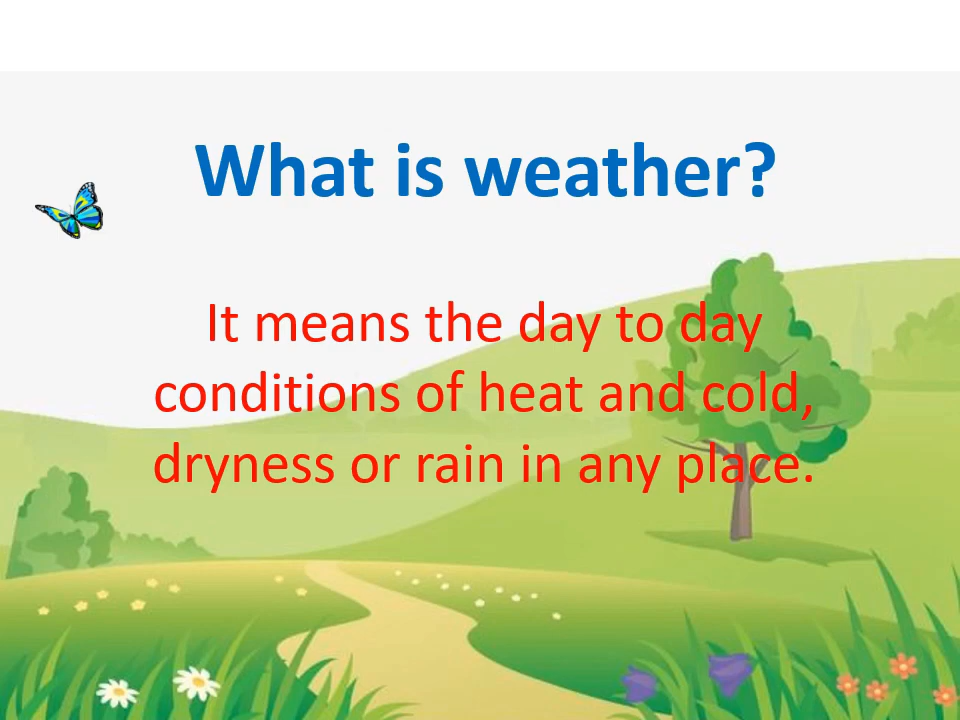 What is weather?
It means the day to day
conditions of heat and cold,
dryness or rain in any place.